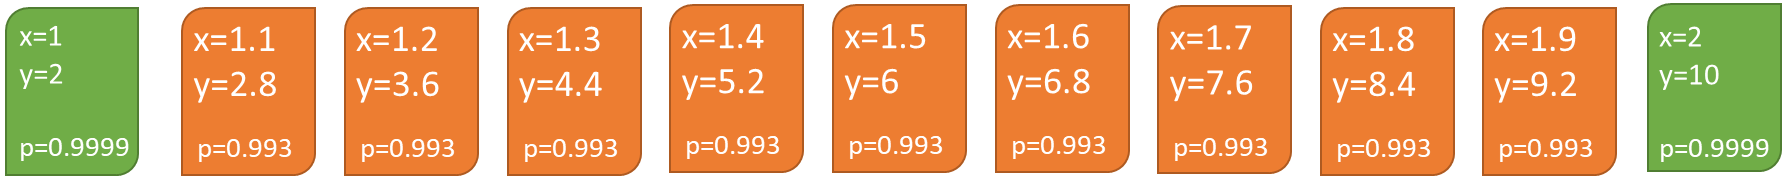 x=1
y=2
p=0.9999
x=1.1
y=2.8
p=0.993
x=1.2
y=3.6
p=0.993
x=1.3
y=4.4
p=0.993
x=1.4
y=5.2
p=0.993
x=1.5
y=6
p=0.993
x=1.6
y=6.8
p=0.993
x=1.7
y=7.6
p=0.993
x=1.8
y=8.4
p=0.993
x=1.9
y=9.2
p=0.993
x=2
y=10
p=0.9999